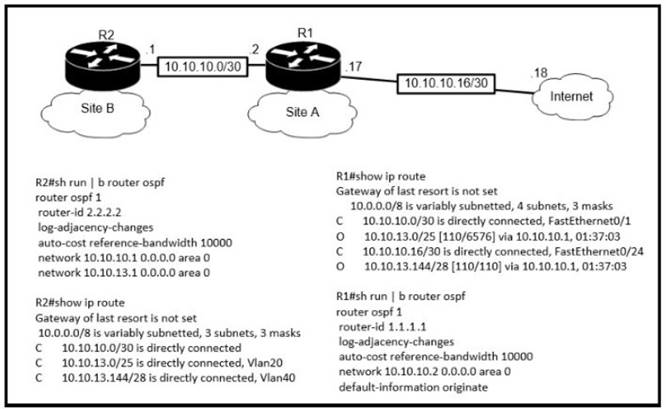 R2
R1
.1
10.10.10.0/30
.2
.17
10.10.10.16/30
.18
Site B
Site A
Internet
R2#sh run | b router ospf
router ospf 1
router-id 2.2.2.2
log-adjacency-changes
auto-cost reference-bandwidth 10000
network 10.10.10.1 0.0.0.0 area 0
network 10.10.13.1 0.0.0.0 area 0
R2#show ip route
Gateway of last resort is not set
10.0.0.0/8 is variably subnetted, 3 subnets, 3 masks
C 10.10.10.0/30 is directly connected
C 10.10.13.0/25 is directly connected, Vlan20
C 10.10.13.144/28 is directly connected, Vlan40
R1#show ip route
Gateway of last resort is not set
10.0.0.0/8 is variably subnetted, 4 subnets, 3 masks
C 10.10.10.0/30 is directly connected, FastEthernet0/1
O 10.10.13.0/25 [110/6576] via 10.10.10.1, 01:37:03
C 10.10.10.16/30 is directly connected, FastEthernet0/24
O 10.10.13.144/28 [110/110] via 10.10.10.1, 01:37:03
R1#sh run | b router ospf
router ospf 1
router-id 1.1.1.1
log-adjacency-changes
auto-cost reference-bandwidth 10000
network 10.10.10.2 0.0.0.0 area 0
default-information originate